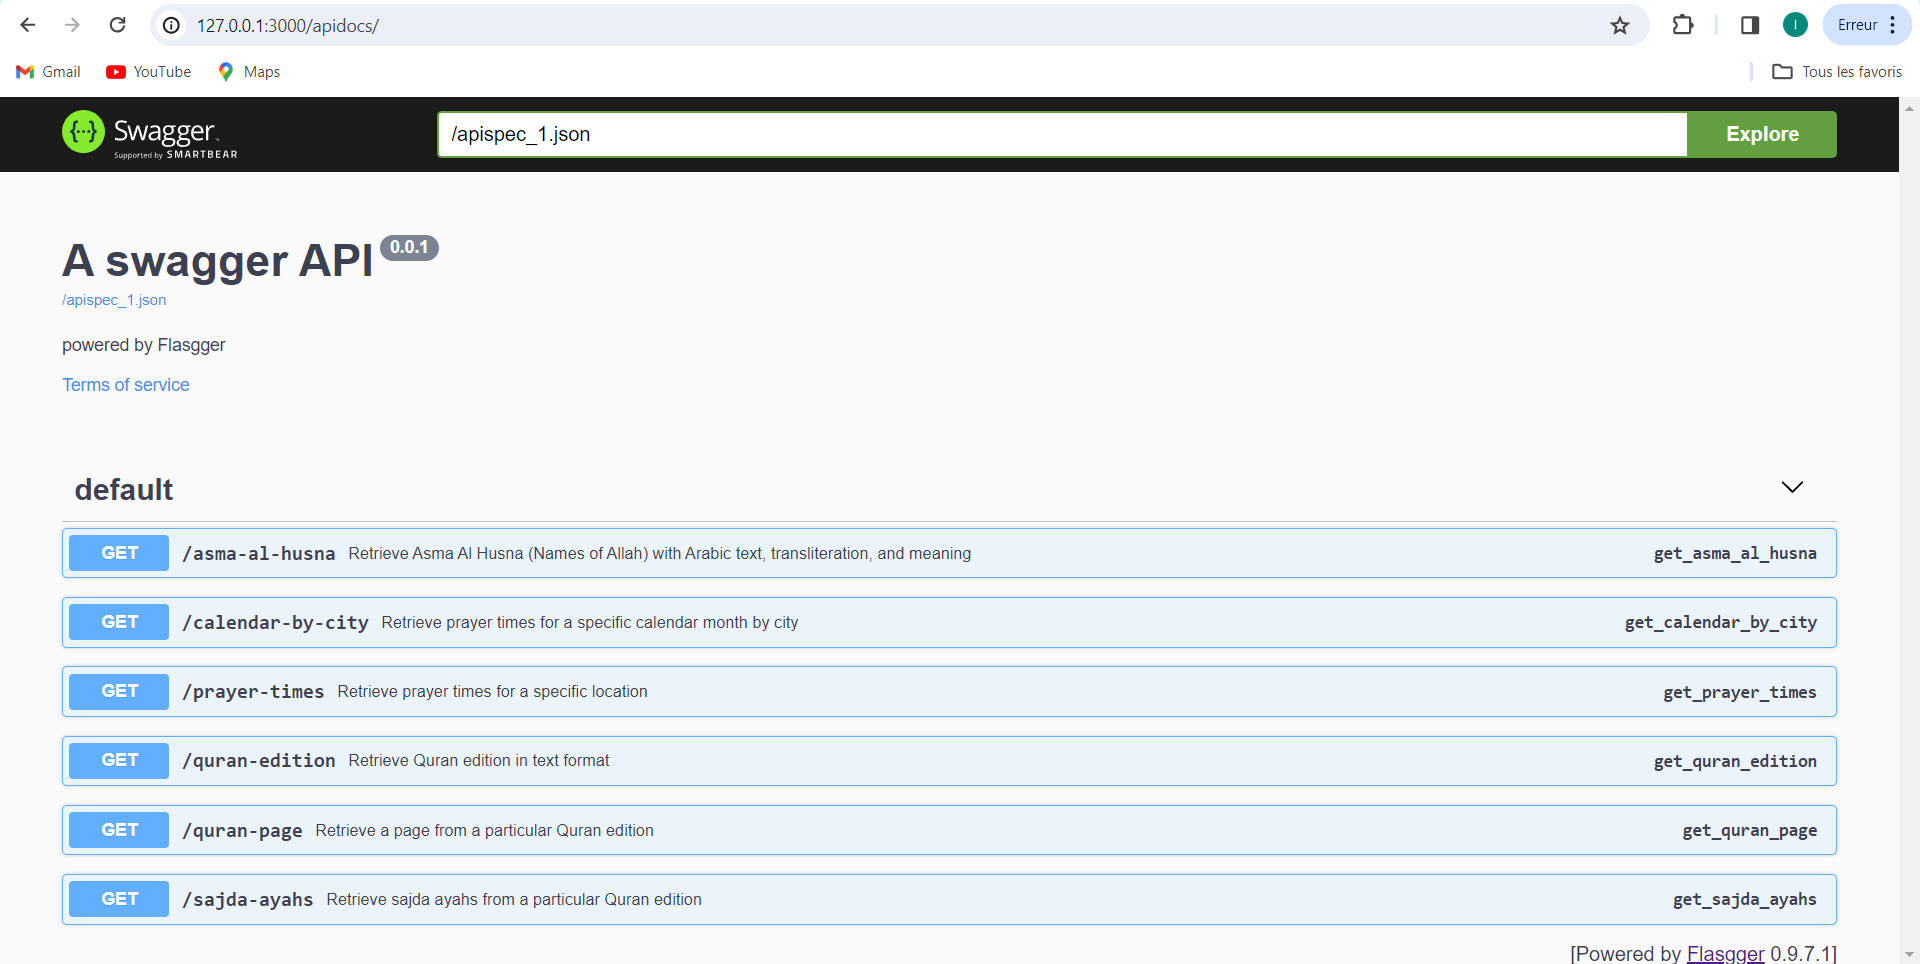 127.0.0.1:3000/apidocs/
I
Erreur
Gmail
YouTube
Maps
Tous les favoris
{···} Swagger™
Supported by SMARTBEAR
/apispec_1.json
Explore
A swagger API 0.0.1
/apispec_1.json
powered by Flasgger
Terms of service
default
GET /asma-al-husna Retrieve Asma Al Husna (Names of Allah) with Arabic text, transliteration, and meaning get_asma_al_husna
GET /calendar-by-city Retrieve prayer times for a specific calendar month by city get_calendar_by_city
GET /prayer-times Retrieve prayer times for a specific location get_prayer_times
GET /quran-edition Retrieve Quran edition in text format get_quran_edition
GET /quran-page Retrieve a page from a particular Quran edition get_quran_page
GET /sajda-ayahs Retrieve sajda ayahs from a particular Quran edition get_sajda_ayahs
[Powered by Flasgger 0.9.7.1]